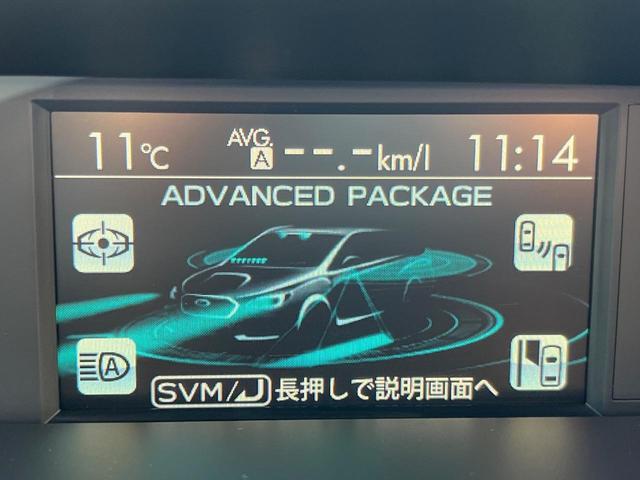 11℃ AVG. A --.-km/l 11:14
ADVANCED PACKAGE
A
SVM/⤶ 長押しで説明画面へ